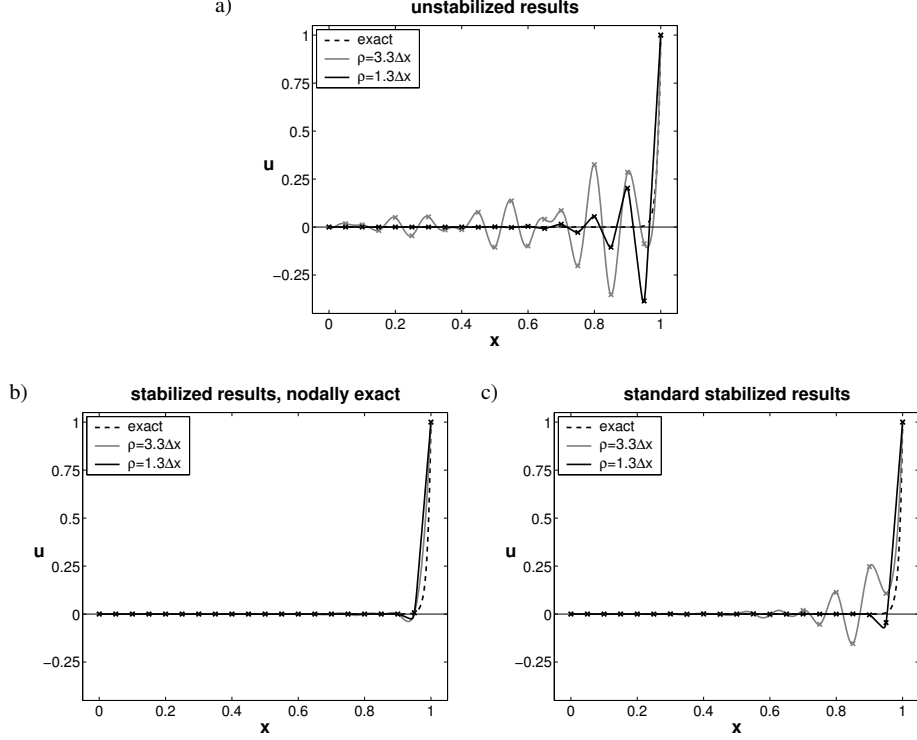 a)
unstabilized results
exact
ρ=3.3Δx
ρ=1.3Δx
1
0.75
0.5
0.25
0
−0.25
u
0 0.2 0.4 0.6 0.8 1
x
b)
stabilized results, nodally exact
exact
ρ=3.3Δx
ρ=1.3Δx
1
0.75
0.5
0.25
0
−0.25
u
0 0.2 0.4 0.6 0.8 1
x
c)
standard stabilized results
exact
ρ=3.3Δx
ρ=1.3Δx
1
0.75
0.5
0.25
0
−0.25
u
0 0.2 0.4 0.6 0.8 1
x